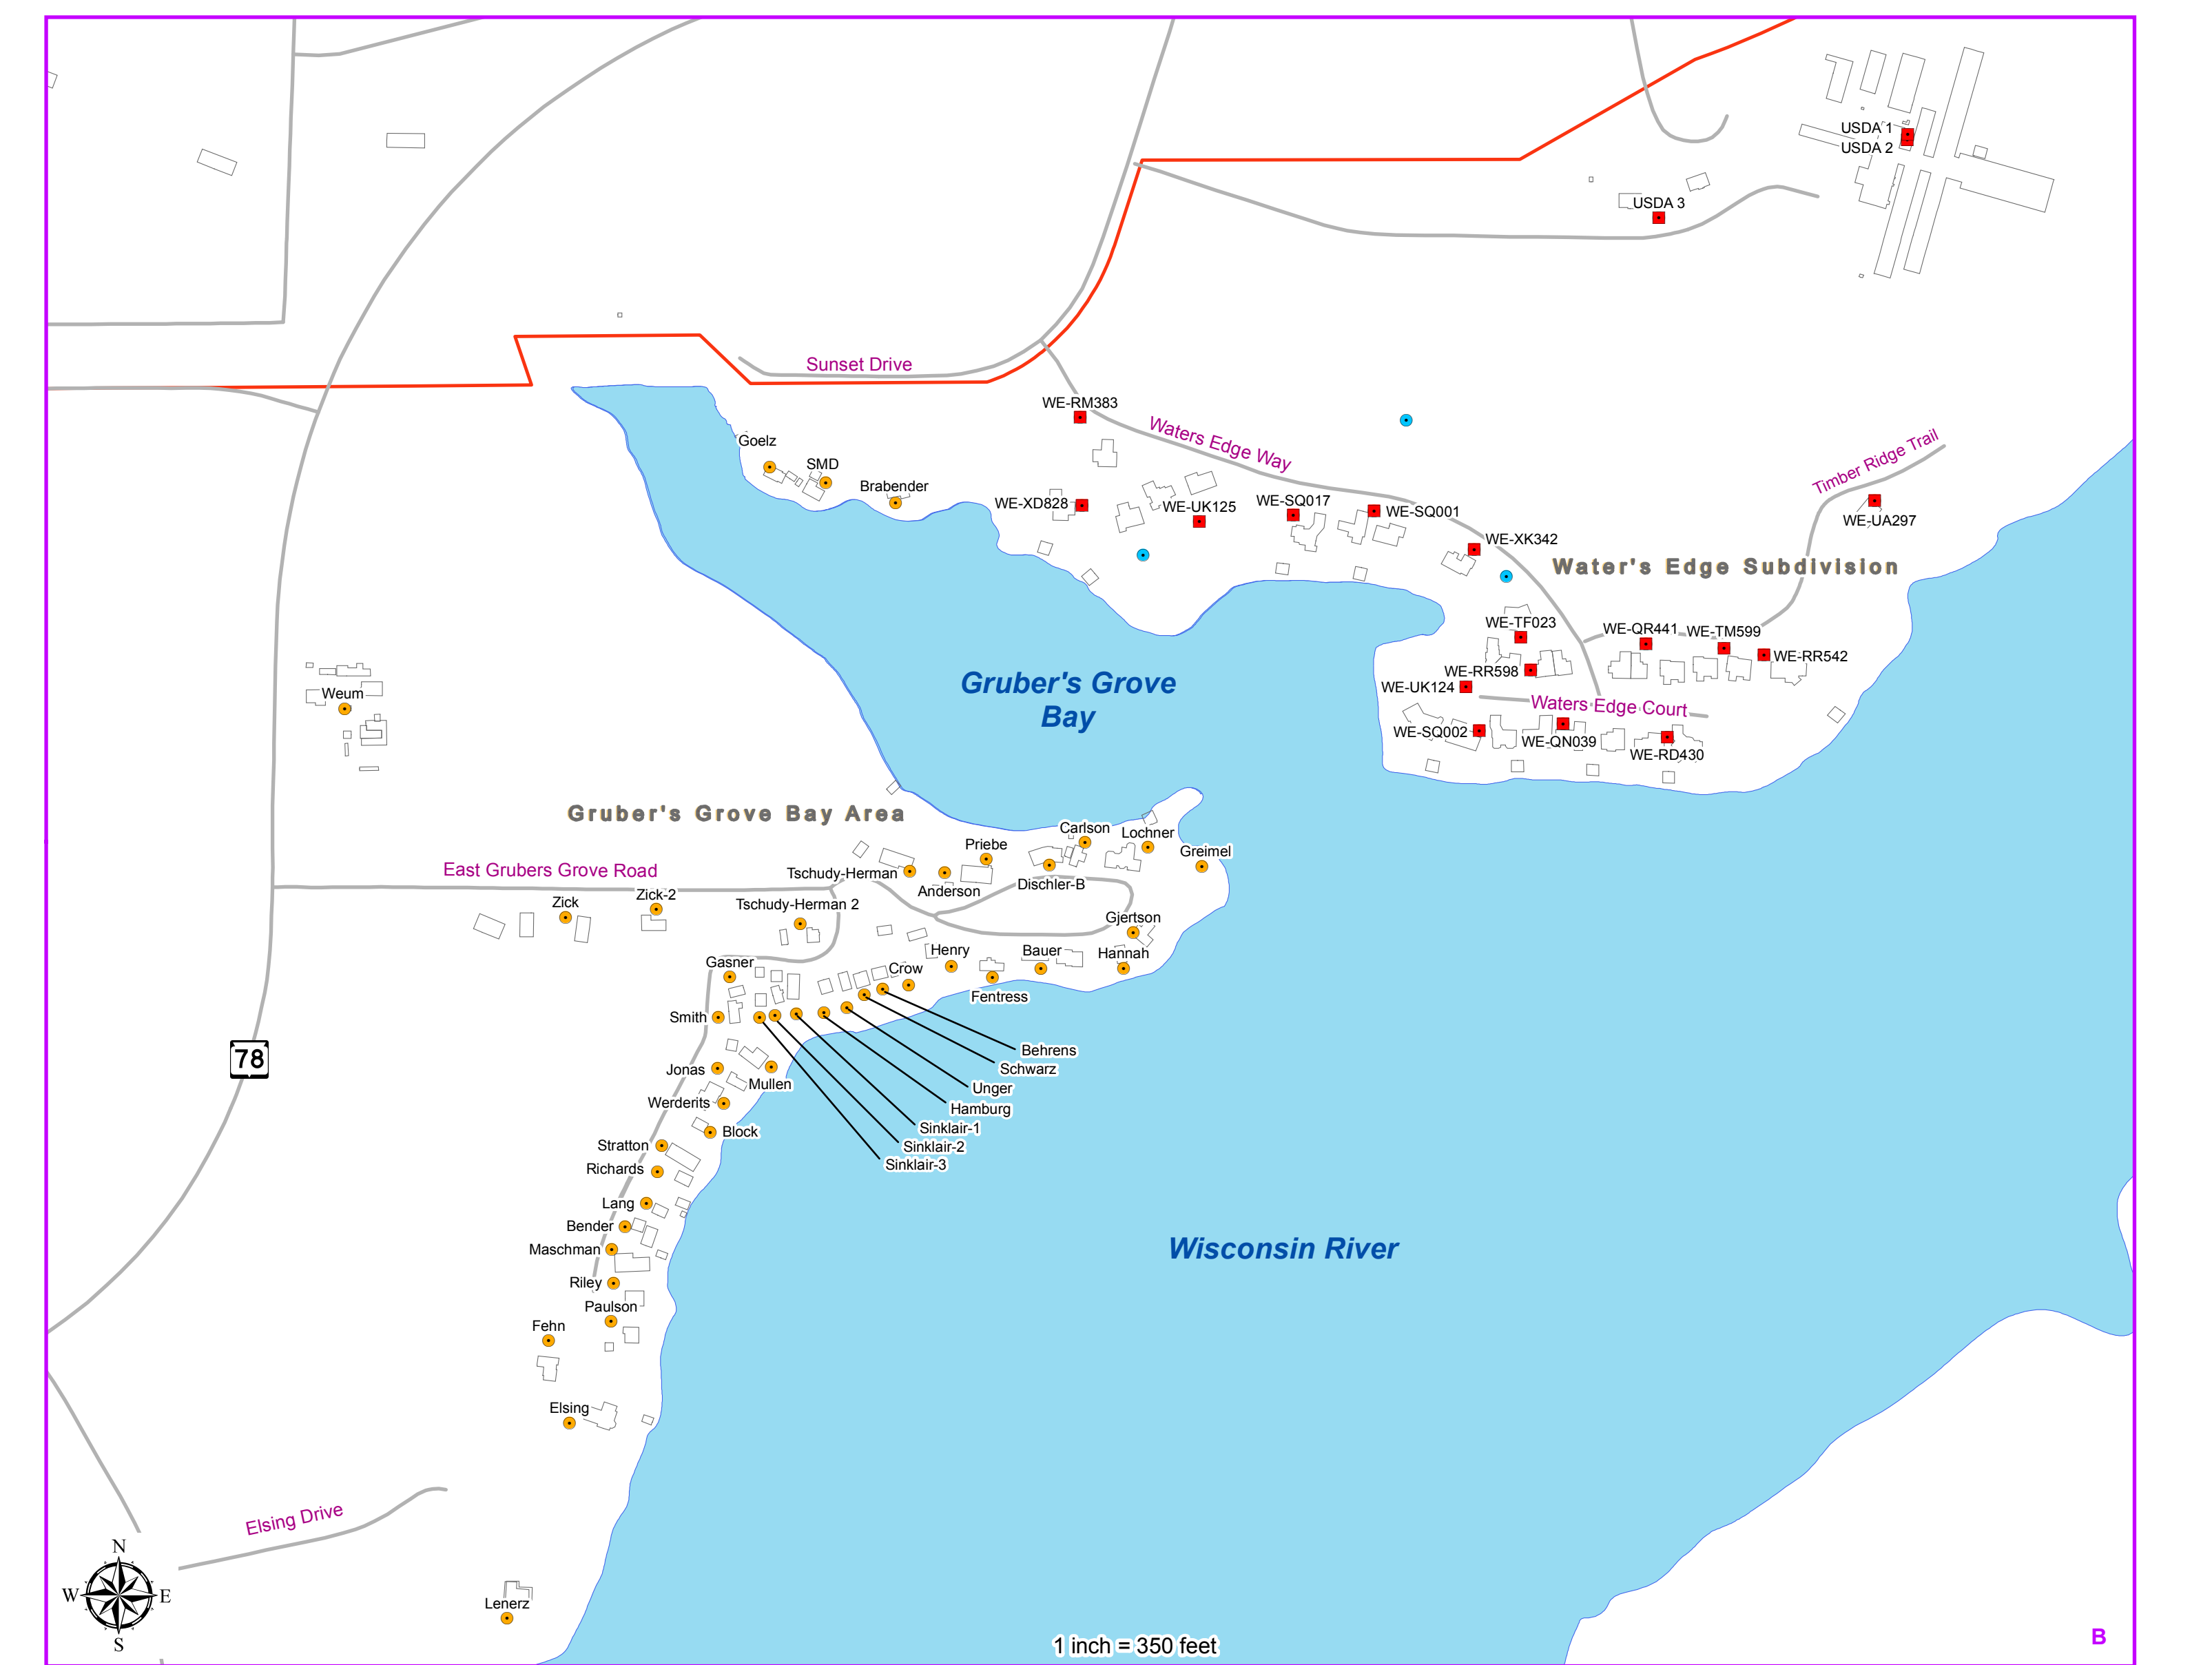 USDA 1
USDA 2
USDA 3
Sunset Drive
WE-RM383
Waters Edge Way
Goelz
SMD
Brabender
WE-XD828
WE-UK125
WE-SQ017
WE-SQ001
WE-XK342
Timber Ridge Trail
WE-UA297
Water's Edge Subdivision
WE-TF023
WE-QR441
WE-TM599
WE-RR542
WE-RR598
WE-UK124
Waters Edge Court
WE-SQ002
WE-QN039
WE-RD430
Weum
Gruber's Grove
Bay
Gruber's Grove Bay Area
East Grubers Grove Road
Carlson
Lochner
Priebe
Greimel
Tschudy-Herman
Anderson
Dischler-B
Zick
Zick-2
Tschudy-Herman 2
Gjertson
Henry
Bauer
Hannah
Gasner
Crow
Fentress
Smith
78
Behrens
Schwarz
Unger
Hamburg
Sinklair-1
Sinklair-2
Sinklair-3
Jonas
Mullen
Werderits
Block
Stratton
Richards
Lang
Bender
Maschman
Riley
Paulson
Fehn
Elsing
Wisconsin River
Elsing Drive
N
W
E
S
Lenerz
1 inch = 350 feet
B